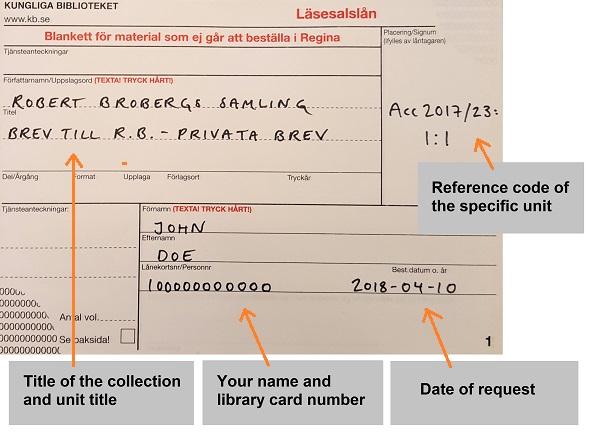 KUNGLIGA BIBLIOTEKET
www.kb.se
Läsesalslån
Blankett för material som ej går att beställa i Regina
Tjänsteanteckningar
Placering/Signum
(ifylles av låntagaren)
Författarnamn/Uppslagsord (TEXTA! TRYCK HÅRT!)
ROBERT BROBERGS SAMLING
Titel
BREV TILL R.B. - PRIVATA BREV
Acc 2017/23:
1:1
Reference code of
the specific unit
Del/Årgång Format Upplaga Förlagsort Tryckår
Tjänsteanteckningar:
Förnamn (TEXTA! TRYCK HÅRT!)
JOHN
Efternamn
DOE
Lånekortsnr/Personnr
Best.datum o. år
100000000000
2018-04-10
Antal vol.
Se baksida!
1
Title of the collection
and unit title
Your name and
library card number
Date of request